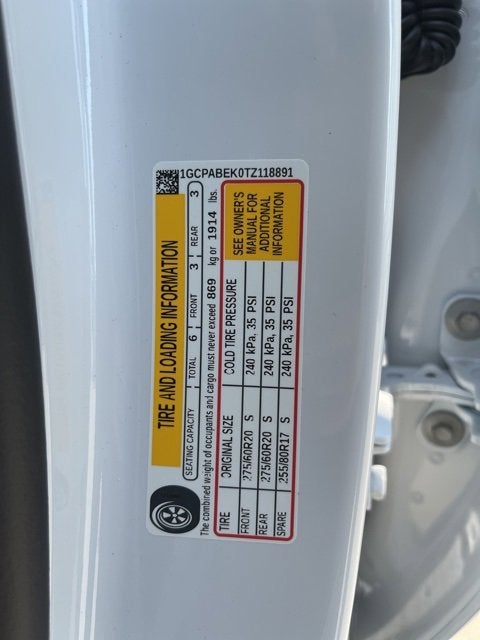 1GCPABEK0TZ118891
TIRE AND LOADING INFORMATION
SEATING CAPACITY TOTAL 6 FRONT 3 REAR 3
The combined weight of occupants and cargo must never exceed 869 kg or 1914 lbs.
TIRE ORIGINAL SIZE COLD TIRE PRESSURE
FRONT 275/60R20 S 240 kPa, 35 PSI
REAR 275/60R20 S 240 kPa, 35 PSI
SPARE 255/80R17 S 240 kPa, 35 PSI
SEE OWNER'S
MANUAL FOR
ADDITIONAL
INFORMATION